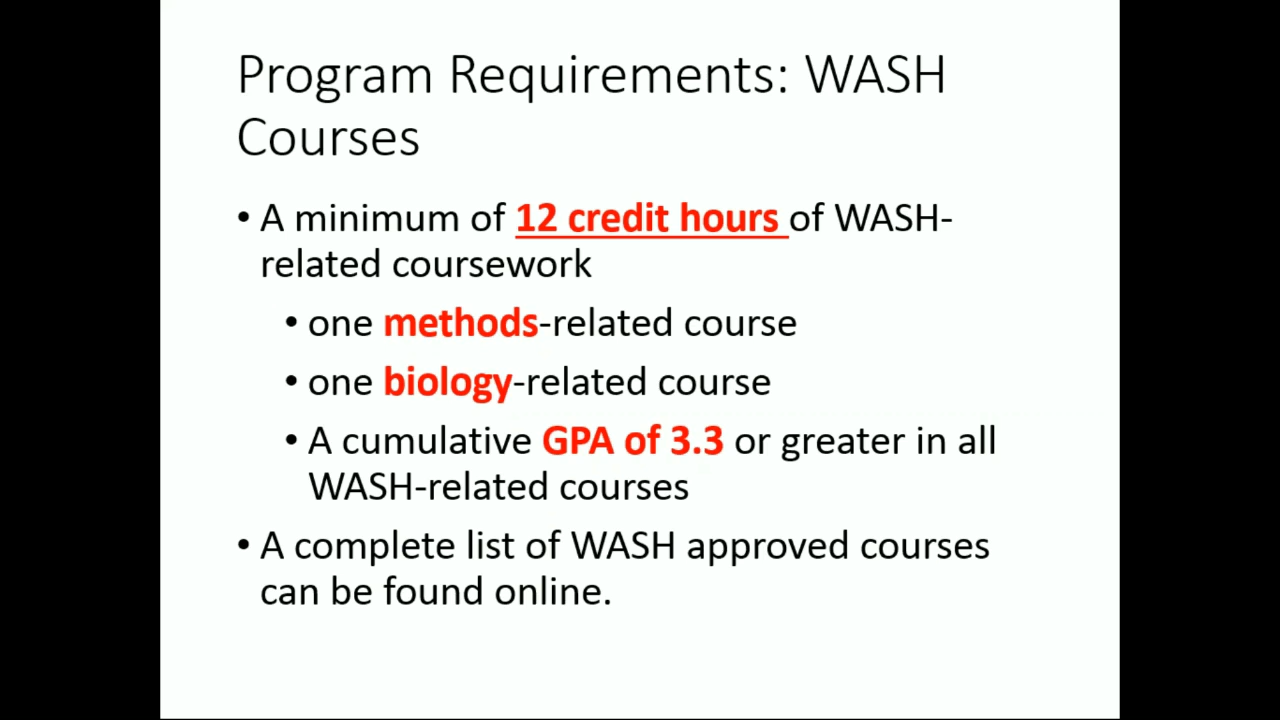 Program Requirements: WASH
Courses
• A minimum of 12 credit hours of WASH-
related coursework
• one methods-related course
• one biology-related course
• A cumulative GPA of 3.3 or greater in all
WASH-related courses
• A complete list of WASH approved courses
can be found online.